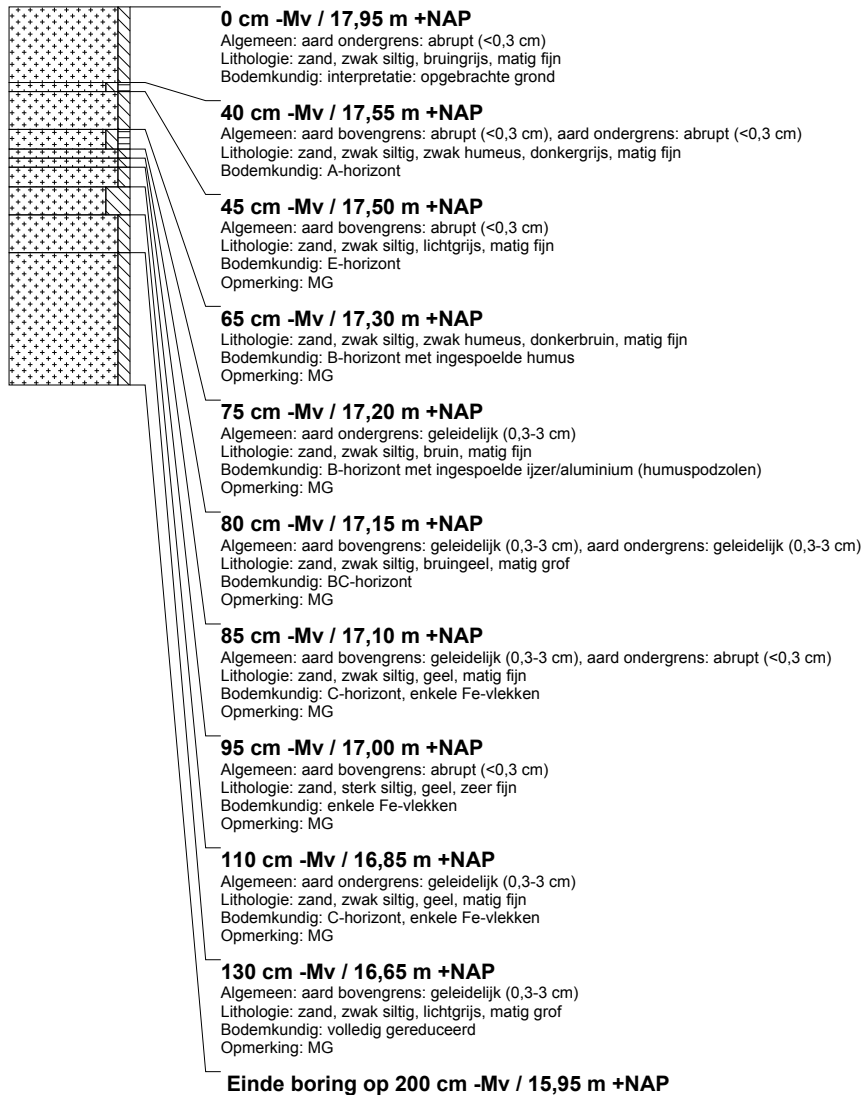 0 cm -Mv / 17,95 m +NAP
Algemeen: aard ondergrens: abrupt (<0,3 cm)
Lithologie: zand, zwak siltig, bruingrijs, matig fijn
Bodemkundig: interpretatie: opgebrachte grond
40 cm -Mv / 17,55 m +NAP
Algemeen: aard bovengrens: abrupt (<0,3 cm), aard ondergrens: abrupt (<0,3 cm)
Lithologie: zand, zwak siltig, zwak humeus, donkergrijs, matig fijn
Bodemkundig: A-horizont
45 cm -Mv / 17,50 m +NAP
Algemeen: aard bovengrens: abrupt (<0,3 cm)
Lithologie: zand, zwak siltig, lichtgrijs, matig fijn
Bodemkundig: E-horizont
Opmerking: MG
65 cm -Mv / 17,30 m +NAP
Lithologie: zand, zwak siltig, zwak humeus, donkerbruin, matig fijn
Bodemkundig: B-horizont met ingespoelde humus
Opmerking: MG
75 cm -Mv / 17,20 m +NAP
Algemeen: aard ondergrens: geleidelijk (0,3-3 cm)
Lithologie: zand, zwak siltig, bruin, matig fijn
Bodemkundig: B-horizont met ingespoelde ijzer/aluminium (humuspodzolen)
Opmerking: MG
80 cm -Mv / 17,15 m +NAP
Algemeen: aard bovengrens: geleidelijk (0,3-3 cm), aard ondergrens: geleidelijk (0,3-3 cm)
Lithologie: zand, zwak siltig, bruingeel, matig grof
Bodemkundig: BC-horizont
Opmerking: MG
85 cm -Mv / 17,10 m +NAP
Algemeen: aard bovengrens: geleidelijk (0,3-3 cm), aard ondergrens: abrupt (<0,3 cm)
Lithologie: zand, zwak siltig, geel, matig fijn
Bodemkundig: C-horizont, enkele Fe-vlekken
Opmerking: MG
95 cm -Mv / 17,00 m +NAP
Algemeen: aard bovengrens: abrupt (<0,3 cm)
Lithologie: zand, sterk siltig, geel, zeer fijn
Bodemkundig: enkele Fe-vlekken
Opmerking: MG
110 cm -Mv / 16,85 m +NAP
Algemeen: aard ondergrens: geleidelijk (0,3-3 cm)
Lithologie: zand, zwak siltig, geel, matig fijn
Bodemkundig: C-horizont, enkele Fe-vlekken
Opmerking: MG
130 cm -Mv / 16,65 m +NAP
Algemeen: aard bovengrens: geleidelijk (0,3-3 cm)
Lithologie: zand, zwak siltig, lichtgrijs, matig grof
Bodemkundig: volledig gereduceerd
Opmerking: MG
Einde boring op 200 cm -Mv / 15,95 m +NAP